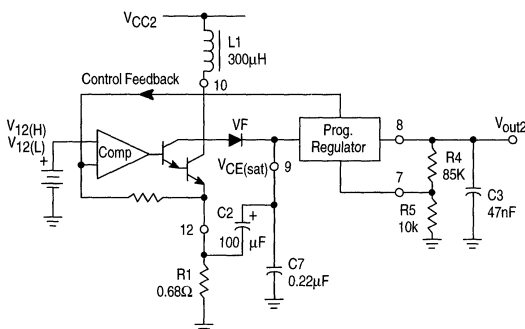 VCC2
L1
300μH
Control Feedback
10
V12(H)
V12(L)
+
Comp
VF
Prog.
Regulator
8
Vout2
VCE(sat)
9
7
R4
85K
C3
47nF
R5
10k
12
C2
+
100 μF
R1
0.68Ω
C7
0.22μF